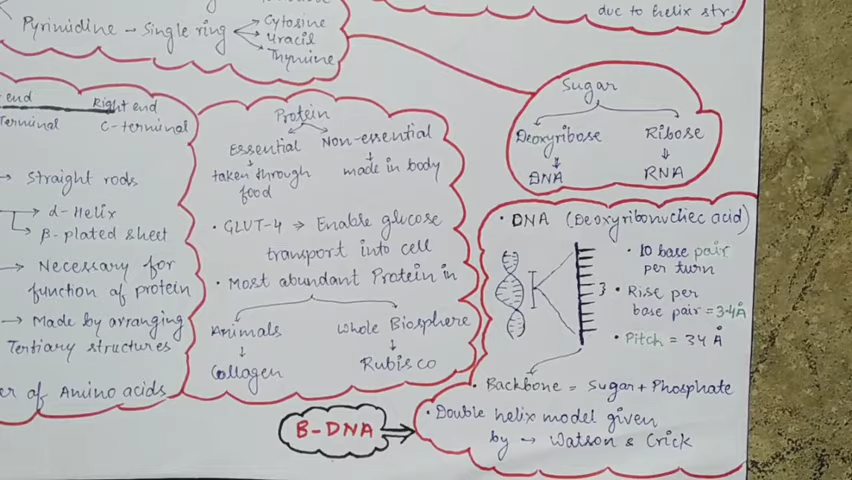 due to helix str.
Pyrimidine - Single ring
Cytosine
Uracil
Thymine
end
Right end
Terminal
C-terminal
Straight rods
α-Helix
β-plated sheet
Necessary for
function of protein
Made by arranging
Tertiary structures
er of Amino acids
Protein
Essential
Non-essential
taken through
food
made in body
• GLUT-4 → Enable glucose
transport into cell
• Most abundant Protein in
Animals
Whole Biosphere
Collagen
Rubisco
Sugar
Deoxyribose
Ribose
DNA
RNA
• DNA (Deoxyribonucliec acid)
• 10 base pair
per turn
• Rise per
base pair = 3.4Å
• Pitch = 34 Å
• Backbone = Sugar + Phosphate
• Double helix model given
by → Watson & Crick
B-DNA